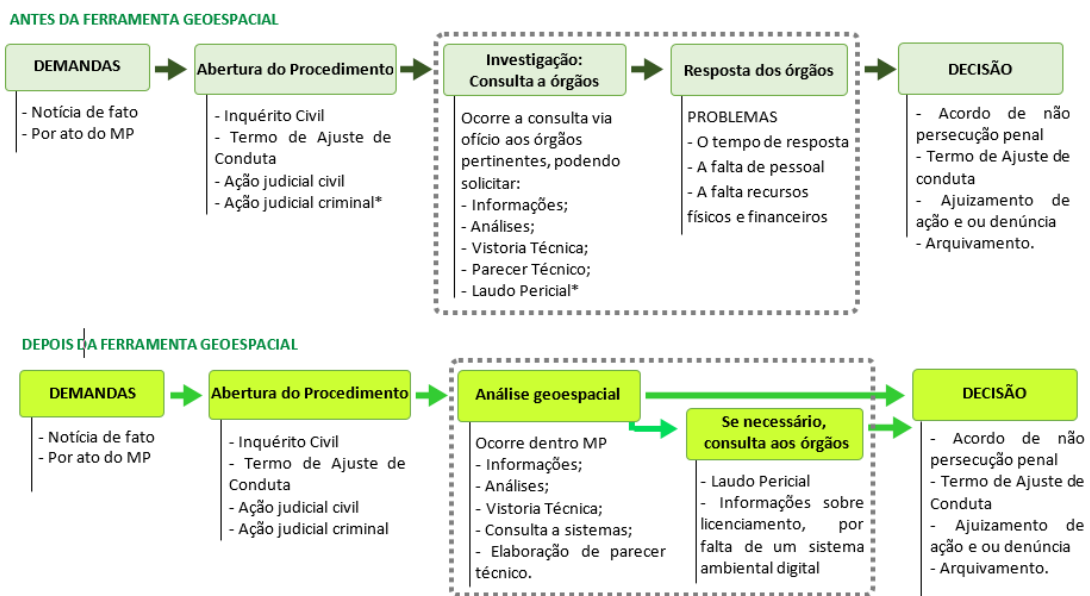 ANTES DA FERRAMENTA GEOESPACIAL
DEMANDAS
- Notícia de fato
- Por ato do MP
Abertura do Procedimento
- Inquérito Civil
- Termo de Ajuste de
Conduta
- Ação judicial civil
- Ação judicial criminal*
Investigação:
Consulta a órgãos
Ocorre a consulta via
ofício aos órgãos
pertinentes, podendo
solicitar:
- Informações;
- Análises;
- Vistoria Técnica;
- Parecer Técnico;
- Laudo Pericial*
Resposta dos órgãos
PROBLEMAS
- O tempo de resposta
- A falta de pessoal
- A falta recursos
físicos e financeiros
DECISÃO
- Acordo de não
persecução penal
- Termo de Ajuste de
conduta
- Ajuizamento de
ação e ou denúncia
- Arquivamento.
DEPOIS DA FERRAMENTA GEOESPACIAL
DEMANDAS
- Notícia de fato
- Por ato do MP
Abertura do Procedimento
- Inquérito Civil
- Termo de Ajuste de
Conduta
- Ação judicial civil
- Ação judicial criminal
Análise geoespacial
Ocorre dentro MP
- Informações;
- Análises;
- Vistoria Técnica;
- Consulta a sistemas;
- Elaboração de parecer
técnico.
Se necessário,
consulta aos órgãos
- Laudo Pericial
- Informações sobre
licenciamento, por
falta de um sistema
ambiental digital
DECISÃO
- Acordo de não
persecução penal
- Termo de Ajuste de
Conduta
- Ajuizamento de
ação e ou denúncia
- Arquivamento.